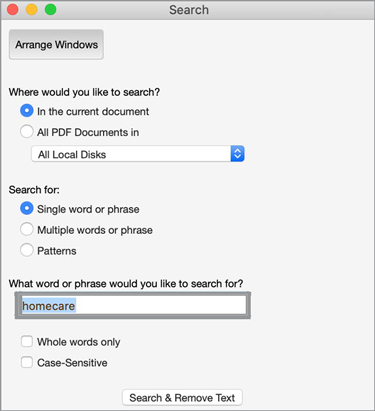 Search
Arrange Windows
Where would you like to search?
In the current document
All PDF Documents in
All Local Disks
Search for:
Single word or phrase
Multiple words or phrase
Patterns
What word or phrase would you like to search for?
homecare
Whole words only
Case-Sensitive
Search & Remove Text